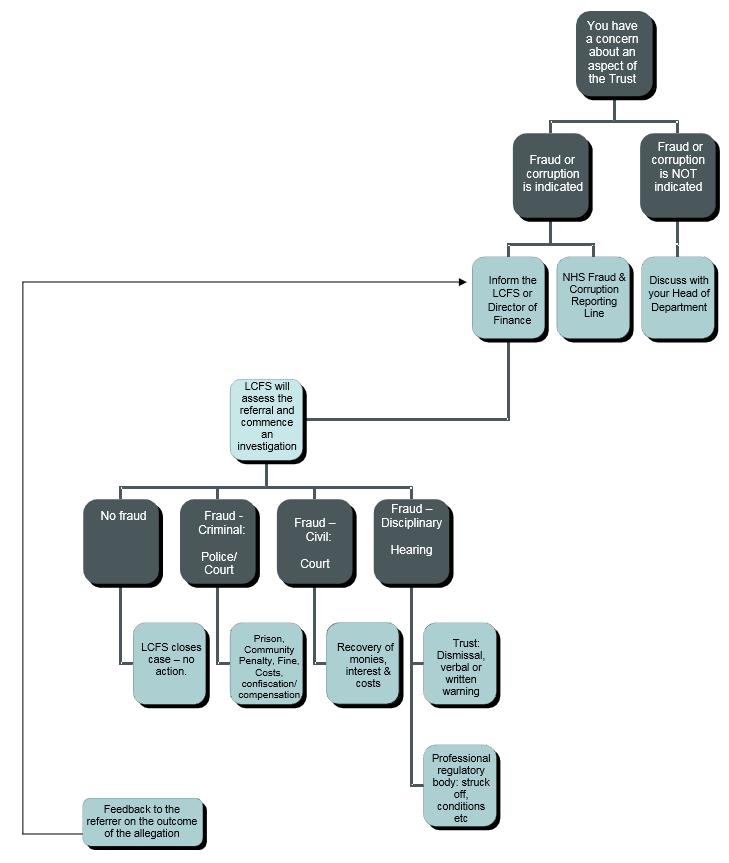 You have
a concern
about an
aspect of
the Trust
Fraud or
corruption
is indicated
Fraud or
corruption
is NOT
indicated
Inform the
LCFS or
Director of
Finance
NHS Fraud &
Corruption
Reporting
Line
Discuss with
your Head of
Department
LCFS will
assess the
referral and
commence
an
investigation
No fraud
Fraud -
Criminal:
Police/
Court
Fraud –
Civil:
Court
Fraud –
Disciplinary
Hearing
LCFS closes
case – no
action.
Prison,
Community
Penalty, Fine,
Costs,
confiscation/
compensation
Recovery of
monies,
interest &
costs
Trust:
Dismissal,
verbal or
written
warning
Professional
regulatory
body: struck
off,
conditions
etc
Feedback to the
referrer on the outcome
of the allegation